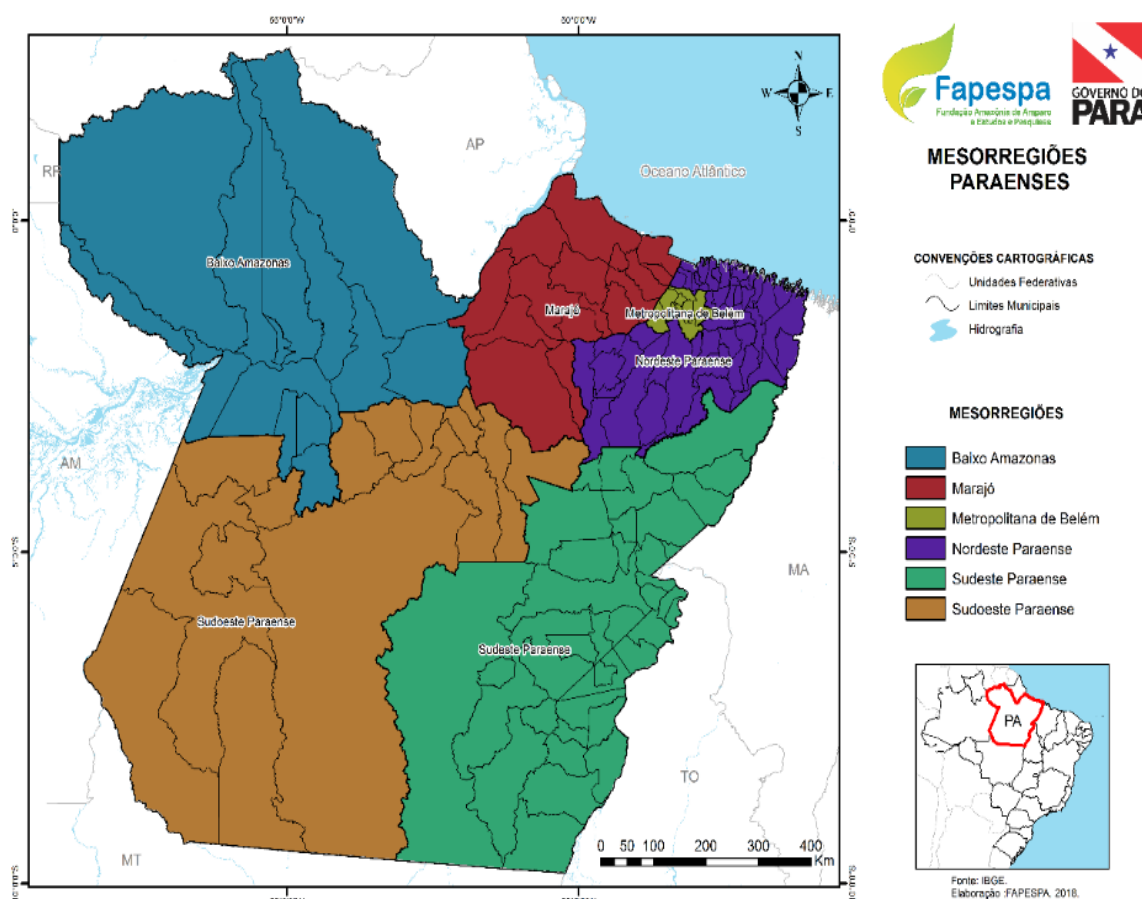 55°0'0"W
50°0'0"W
N
W
E
S
RR
AP
Oceano Atlântico
0°0'0"
0°0'0"
Baixo Amazonas
Marajó
Metropolitana de Belém
Nordeste Paraense
AM
MA
5°0'0"S
5°0'0"S
Sudoeste Paraense
Sudeste Paraense
TO
MT
0 50 100 200 300 400
Km
Fapespa
Fundação Amazônia de Amparo
a Estudos e Pesquisas
GOVERNO DO
PARÁ
MESORREGIÕES
PARAENSES
CONVENÇÕES CARTOGRÁFICAS
Unidades Federativas
Limites Municipais
Hidrografia
MESORREGIÕES
Baixo Amazonas
Marajó
Metropolitana de Belém
Nordeste Paraense
Sudeste Paraense
Sudoeste Paraense
PA
Fonte: IBGE.
Elaboração :FAPESPA, 2018.